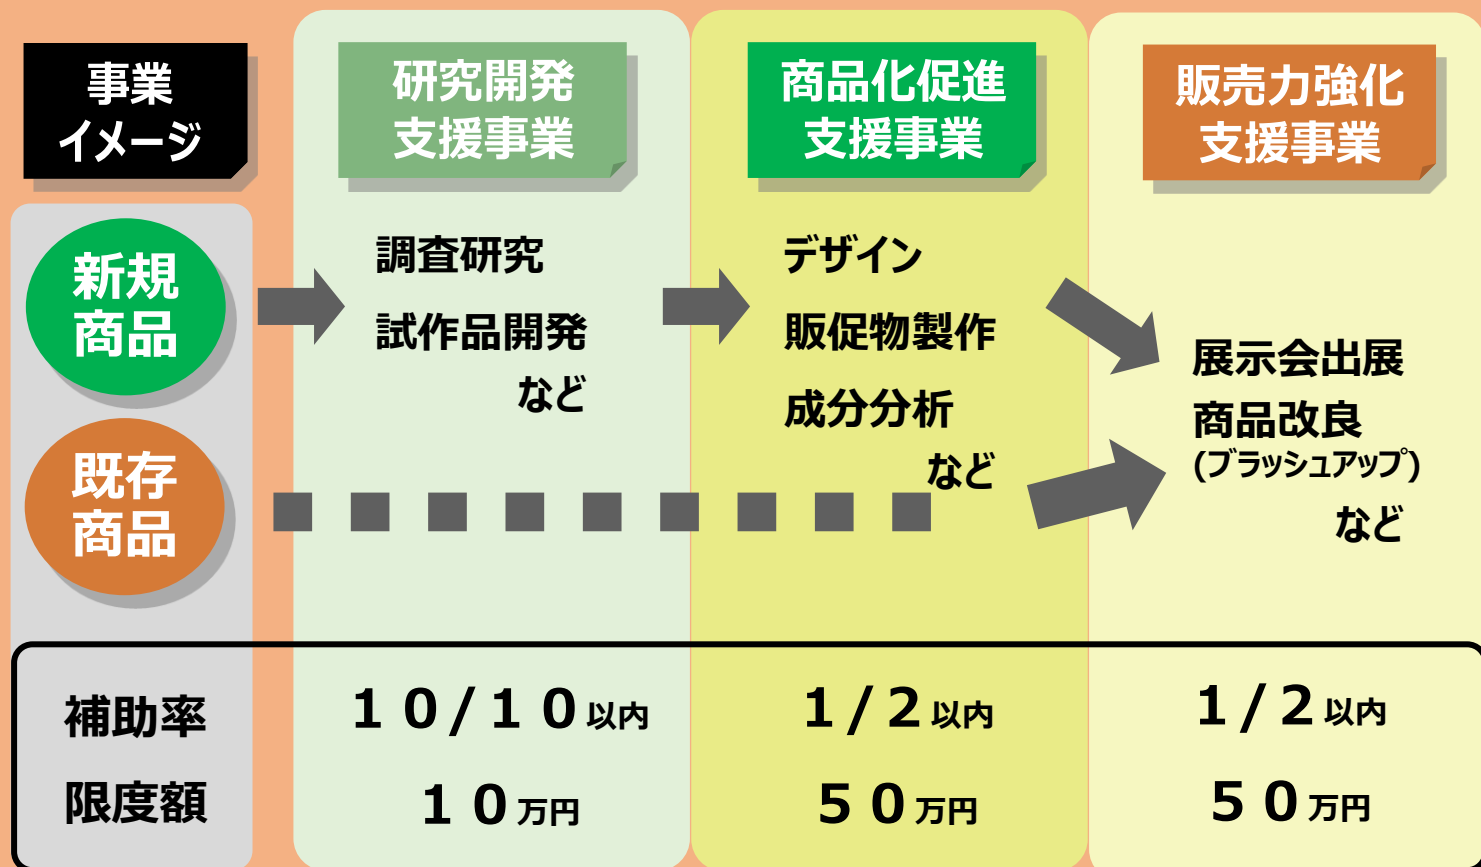 事業
イメージ
研究開発
支援事業
商品化促進
支援事業
販売力強化
支援事業
新規
商品
調査研究
試作品開発
など
デザイン
販促物製作
成分分析
など
展示会出展
商品改良
(ブラッシュアップ)
など
既存
商品
補助率
１０/１０以内
１/２以内
１/２以内
限度額
１０万円
５０万円
５０万円